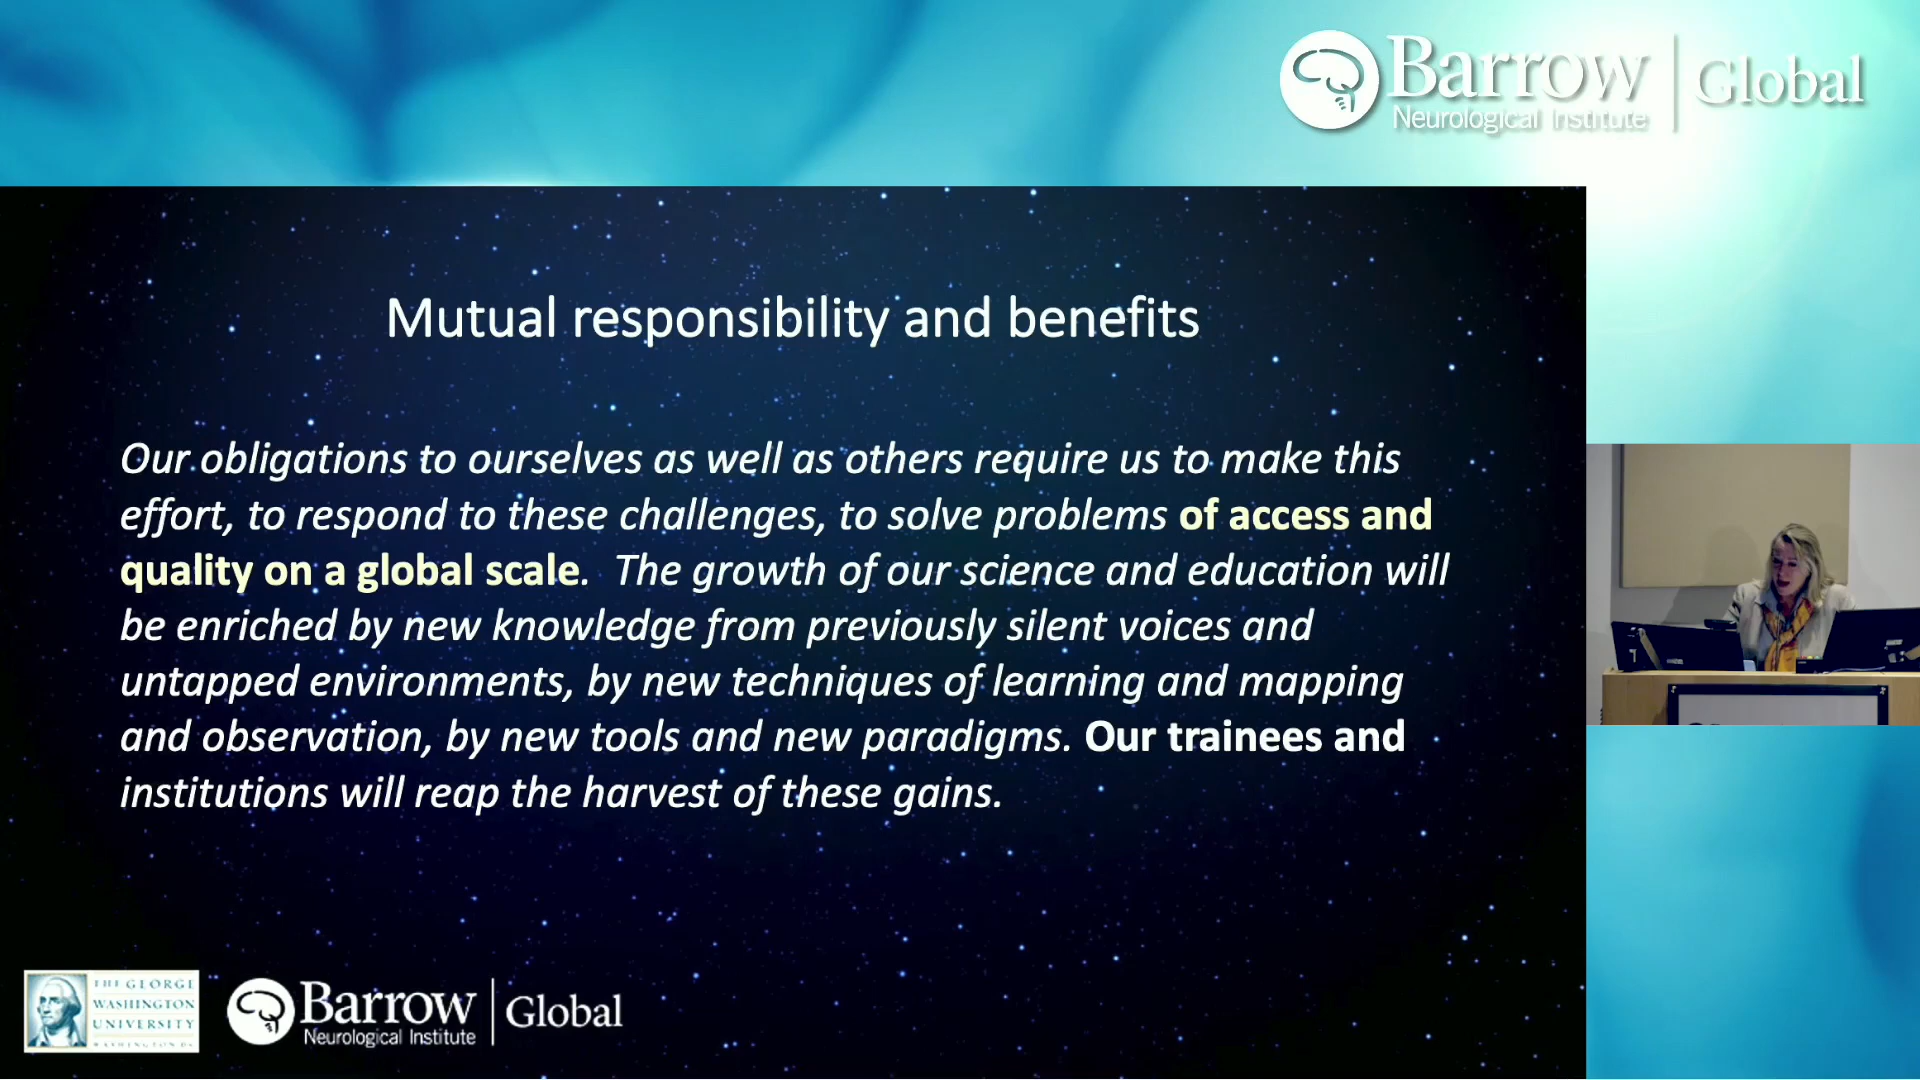 Barrow
Neurological Institute
Global
Mutual responsibility and benefits
Our obligations to ourselves as well as others require us to make this
effort, to respond to these challenges, to solve problems of access and
quality on a global scale. The growth of our science and education will
be enriched by new knowledge from previously silent voices and
untapped environments, by new techniques of learning and mapping
and observation, by new tools and new paradigms. Our trainees and
institutions will reap the harvest of these gains.
THE GEORGE
WASHINGTON
UNIVERSITY
WASHINGTON DC
Barrow
Neurological Institute
Global